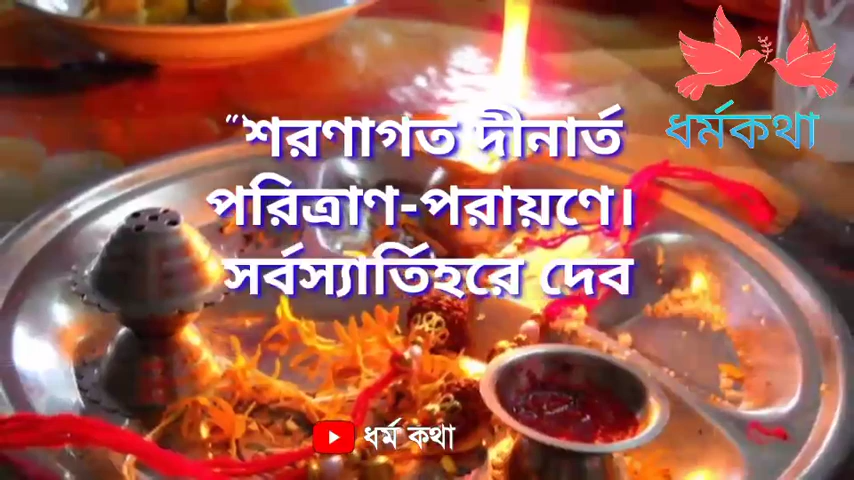 "শরণাগত দীনার্ত
পরিত্রাণ-পরায়ণে।
সর্বস্যার্তিহরে দেব
ধর্মকথা
ধর্ম কথা